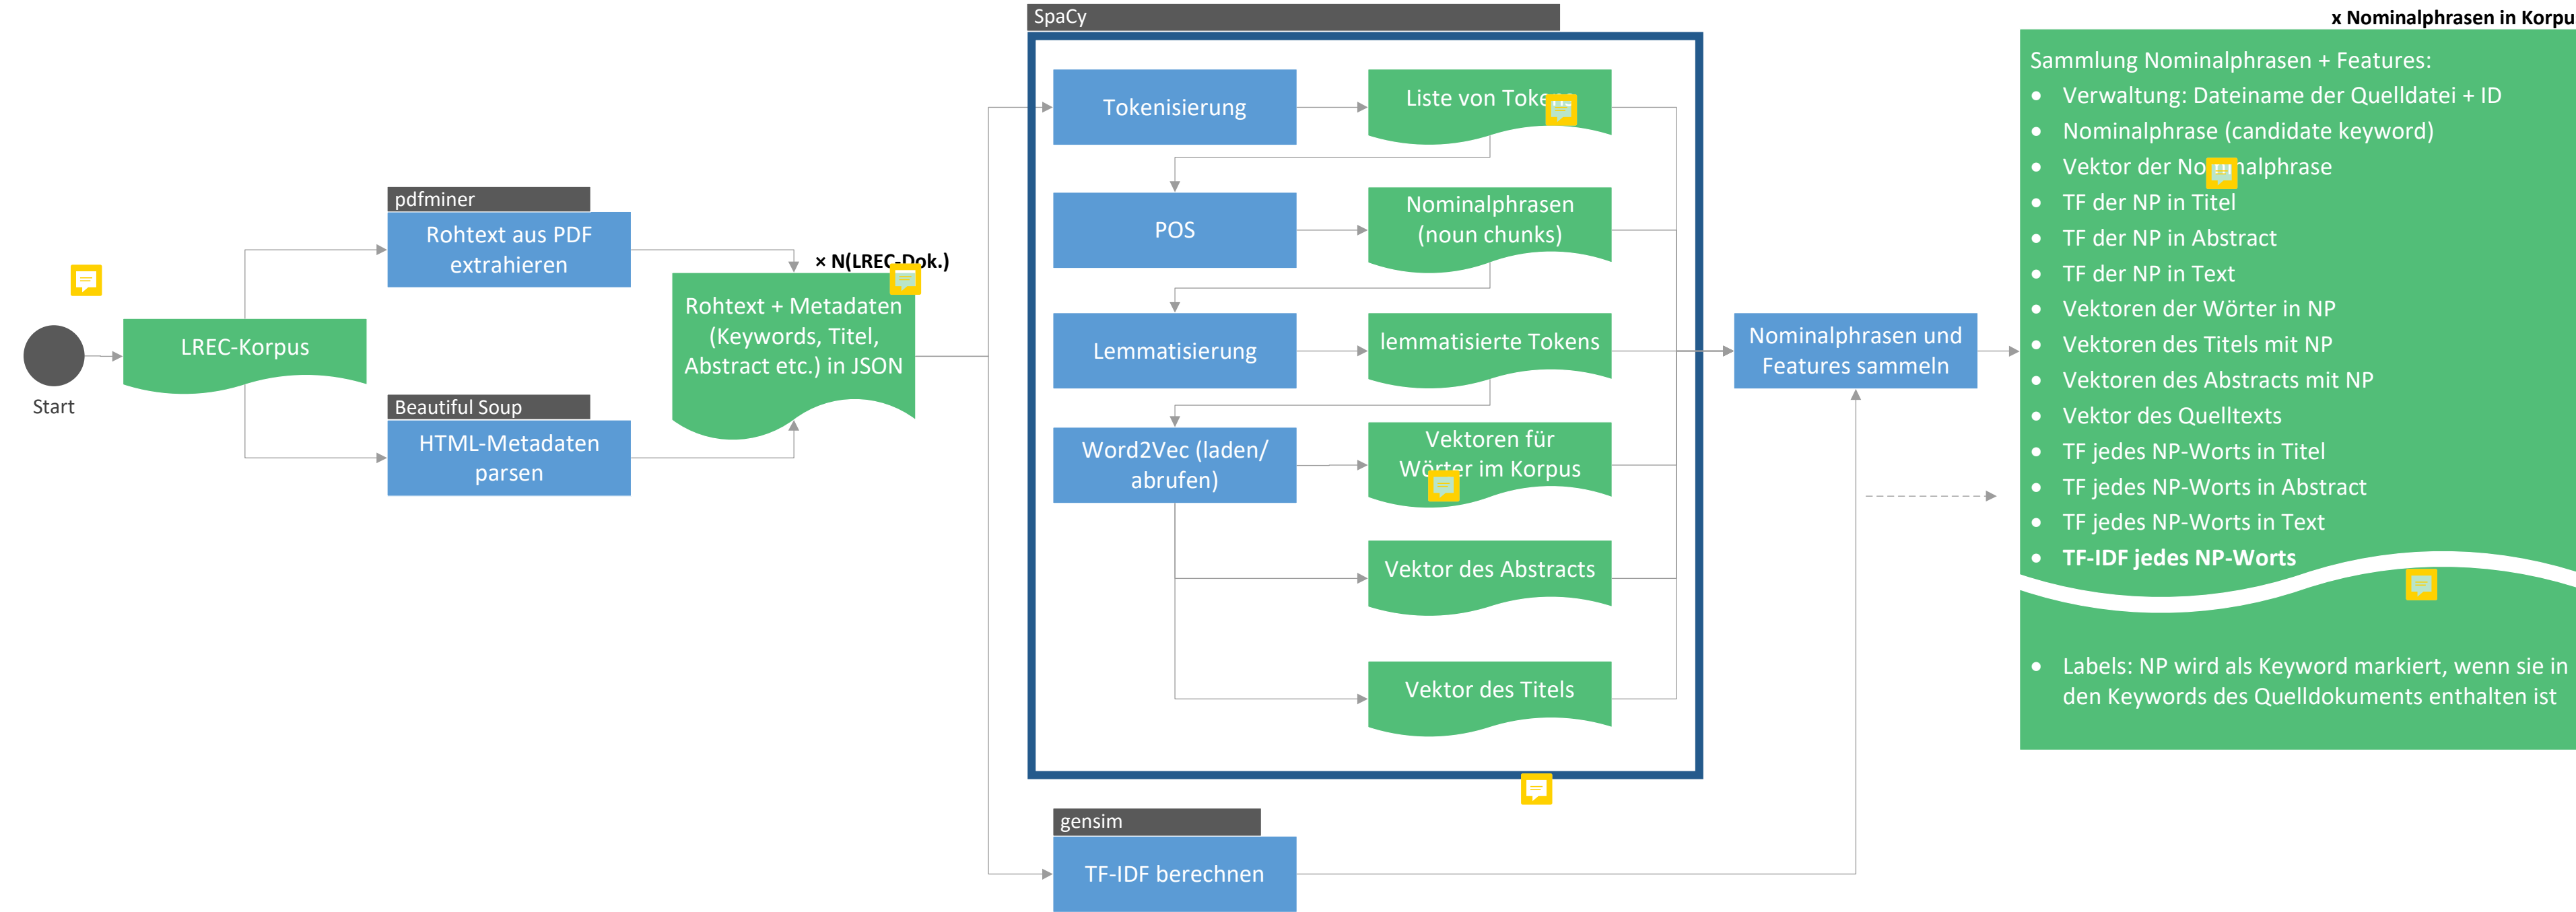 SpaCy
x Nominalphrasen in Korpu
Start
LREC-Korpus
pdfminer
Rohtext aus PDF
extrahieren
Beautiful Soup
HTML-Metadaten
parsen
× N(LREC-Dok.)
Rohtext + Metadaten
(Keywords, Titel,
Abstract etc.) in JSON
Tokenisierung
Liste von Tokens
POS
Nominalphrasen
(noun chunks)
Lemmatisierung
lemmatisierte Tokens
Word2Vec (laden/
abrufen)
Vektoren für
Wörter im Korpus
Vektor des Abstracts
Vektor des Titels
gensim
TF-IDF berechnen
Nominalphrasen und
Features sammeln
Sammlung Nominalphrasen + Features:
• Verwaltung: Dateiname der Quelldatei + ID
• Nominalphrase (candidate keyword)
• Vektor der Nominalphrase
• TF der NP in Titel
• TF der NP in Abstract
• TF der NP in Text
• Vektoren der Wörter in NP
• Vektoren des Titels mit NP
• Vektoren des Abstracts mit NP
• Vektor des Quelltexts
• TF jedes NP-Worts in Titel
• TF jedes NP-Worts in Abstract
• TF jedes NP-Worts in Text
• TF-IDF jedes NP-Worts
• Labels: NP wird als Keyword markiert, wenn sie in
den Keywords des Quelldokuments enthalten ist